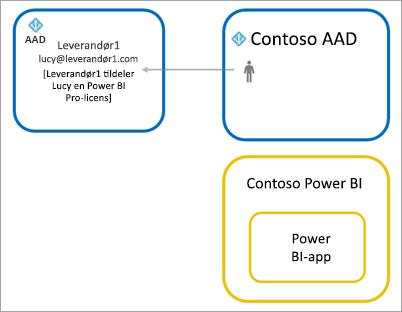 AAD
Leverandør1
lucy@leverandør1.com
[Leverandør1 tildeler
Lucy en Power BI
Pro-licens]
Contoso AAD
Contoso Power BI
Power
BI-app